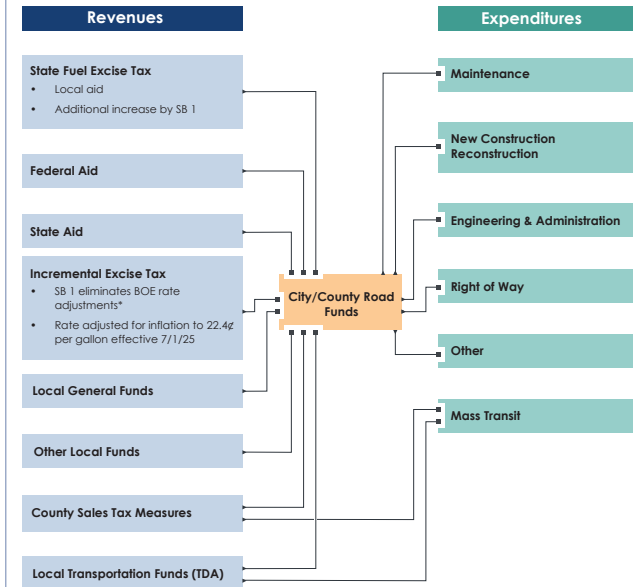 Revenues
Expenditures
State Fuel Excise Tax
• Local aid
• Additional increase by SB 1
Federal Aid
State Aid
Incremental Excise Tax
• SB 1 eliminates BOE rate
adjustments*
• Rate adjusted for inflation to 22.4¢
per gallon effective 7/1/25
Local General Funds
Other Local Funds
County Sales Tax Measures
Local Transportation Funds (TDA)
City/County Road
Funds
Maintenance
New Construction
Reconstruction
Engineering & Administration
Right of Way
Other
Mass Transit